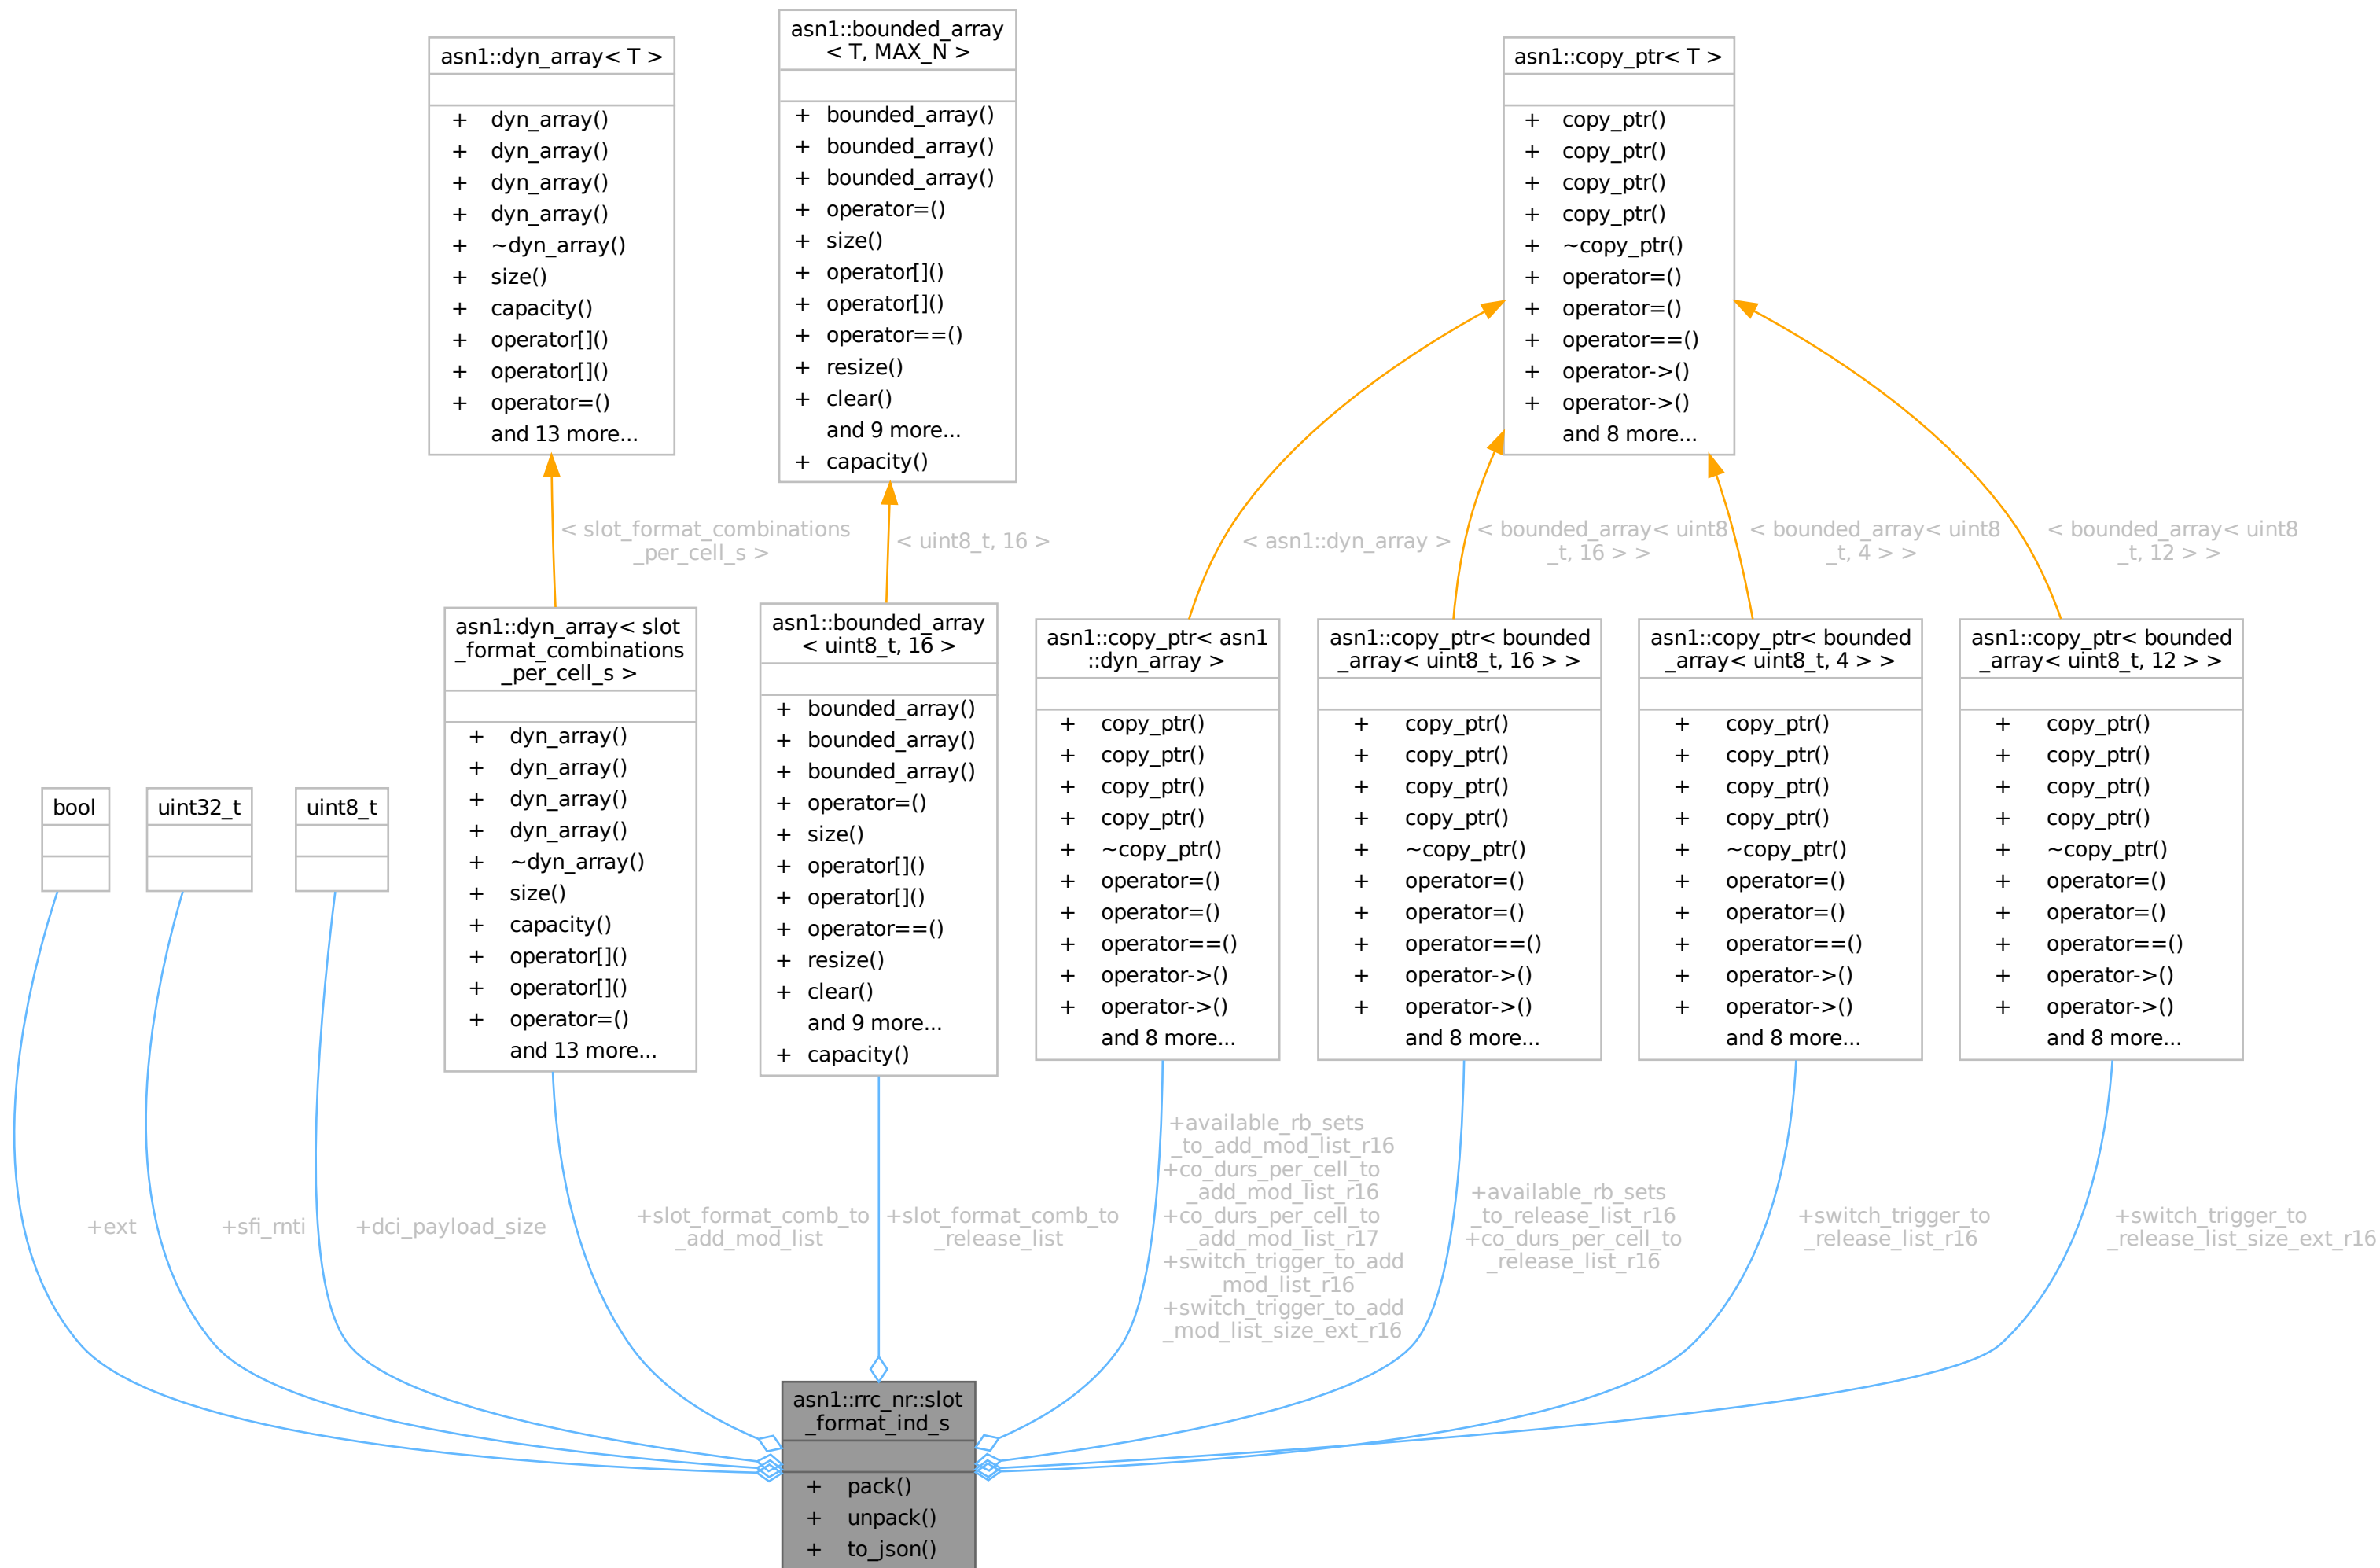 asn1::dyn_array< T >
+ dyn_array()
+ dyn_array()
+ dyn_array()
+ dyn_array()
+ ~dyn_array()
+ size()
+ capacity()
+ operator[]()
+ operator[]()
+ operator=()
and 13 more...
asn1::bounded_array
< T, MAX_N >
+ bounded_array()
+ bounded_array()
+ bounded_array()
+ operator=()
+ size()
+ operator[]()
+ operator[]()
+ operator==()
+ resize()
+ clear()
and 9 more...
+ capacity()
asn1::copy_ptr< T >
+ copy_ptr()
+ copy_ptr()
+ copy_ptr()
+ copy_ptr()
+ ~copy_ptr()
+ operator=()
+ operator=()
+ operator==()
+ operator->()
+ operator->()
and 8 more...
< slot_format_combinations
_per_cell_s >
< uint8_t, 16 >
< asn1::dyn_array >
< bounded_array< uint8
_t, 16 > >
< bounded_array< uint8
_t, 4 > >
< bounded_array< uint8
_t, 12 > >
bool
uint32_t
uint8_t
asn1::dyn_array< slot
_format_combinations
_per_cell_s >
+ dyn_array()
+ dyn_array()
+ dyn_array()
+ dyn_array()
+ ~dyn_array()
+ size()
+ capacity()
+ operator[]()
+ operator[]()
+ operator=()
and 13 more...
asn1::bounded_array
< uint8_t, 16 >
+ bounded_array()
+ bounded_array()
+ bounded_array()
+ operator=()
+ size()
+ operator[]()
+ operator[]()
+ operator==()
+ resize()
+ clear()
and 9 more...
+ capacity()
asn1::copy_ptr< asn1
::dyn_array >
+ copy_ptr()
+ copy_ptr()
+ copy_ptr()
+ copy_ptr()
+ ~copy_ptr()
+ operator=()
+ operator=()
+ operator==()
+ operator->()
+ operator->()
and 8 more...
asn1::copy_ptr< bounded
_array< uint8_t, 16 > >
+ copy_ptr()
+ copy_ptr()
+ copy_ptr()
+ copy_ptr()
+ ~copy_ptr()
+ operator=()
+ operator=()
+ operator==()
+ operator->()
+ operator->()
and 8 more...
asn1::copy_ptr< bounded
_array< uint8_t, 4 > >
+ copy_ptr()
+ copy_ptr()
+ copy_ptr()
+ copy_ptr()
+ ~copy_ptr()
+ operator=()
+ operator=()
+ operator==()
+ operator->()
+ operator->()
and 8 more...
asn1::copy_ptr< bounded
_array< uint8_t, 12 > >
+ copy_ptr()
+ copy_ptr()
+ copy_ptr()
+ copy_ptr()
+ ~copy_ptr()
+ operator=()
+ operator=()
+ operator==()
+ operator->()
+ operator->()
and 8 more...
+ext
+sfi_rnti
+dci_payload_size
+slot_format_comb_to
_add_mod_list
+slot_format_comb_to
_release_list
+available_rb_sets
_to_add_mod_list_r16
+co_durs_per_cell_to
_add_mod_list_r16
+co_durs_per_cell_to
_add_mod_list_r17
+switch_trigger_to_add
_mod_list_r16
+switch_trigger_to_add
_mod_list_size_ext_r16
+available_rb_sets
_to_release_list_r16
+co_durs_per_cell_to
_release_list_r16
+switch_trigger_to
_release_list_r16
+switch_trigger_to
_release_list_size_ext_r16
asn1::rrc_nr::slot
_format_ind_s
+ pack()
+ unpack()
+ to_json()